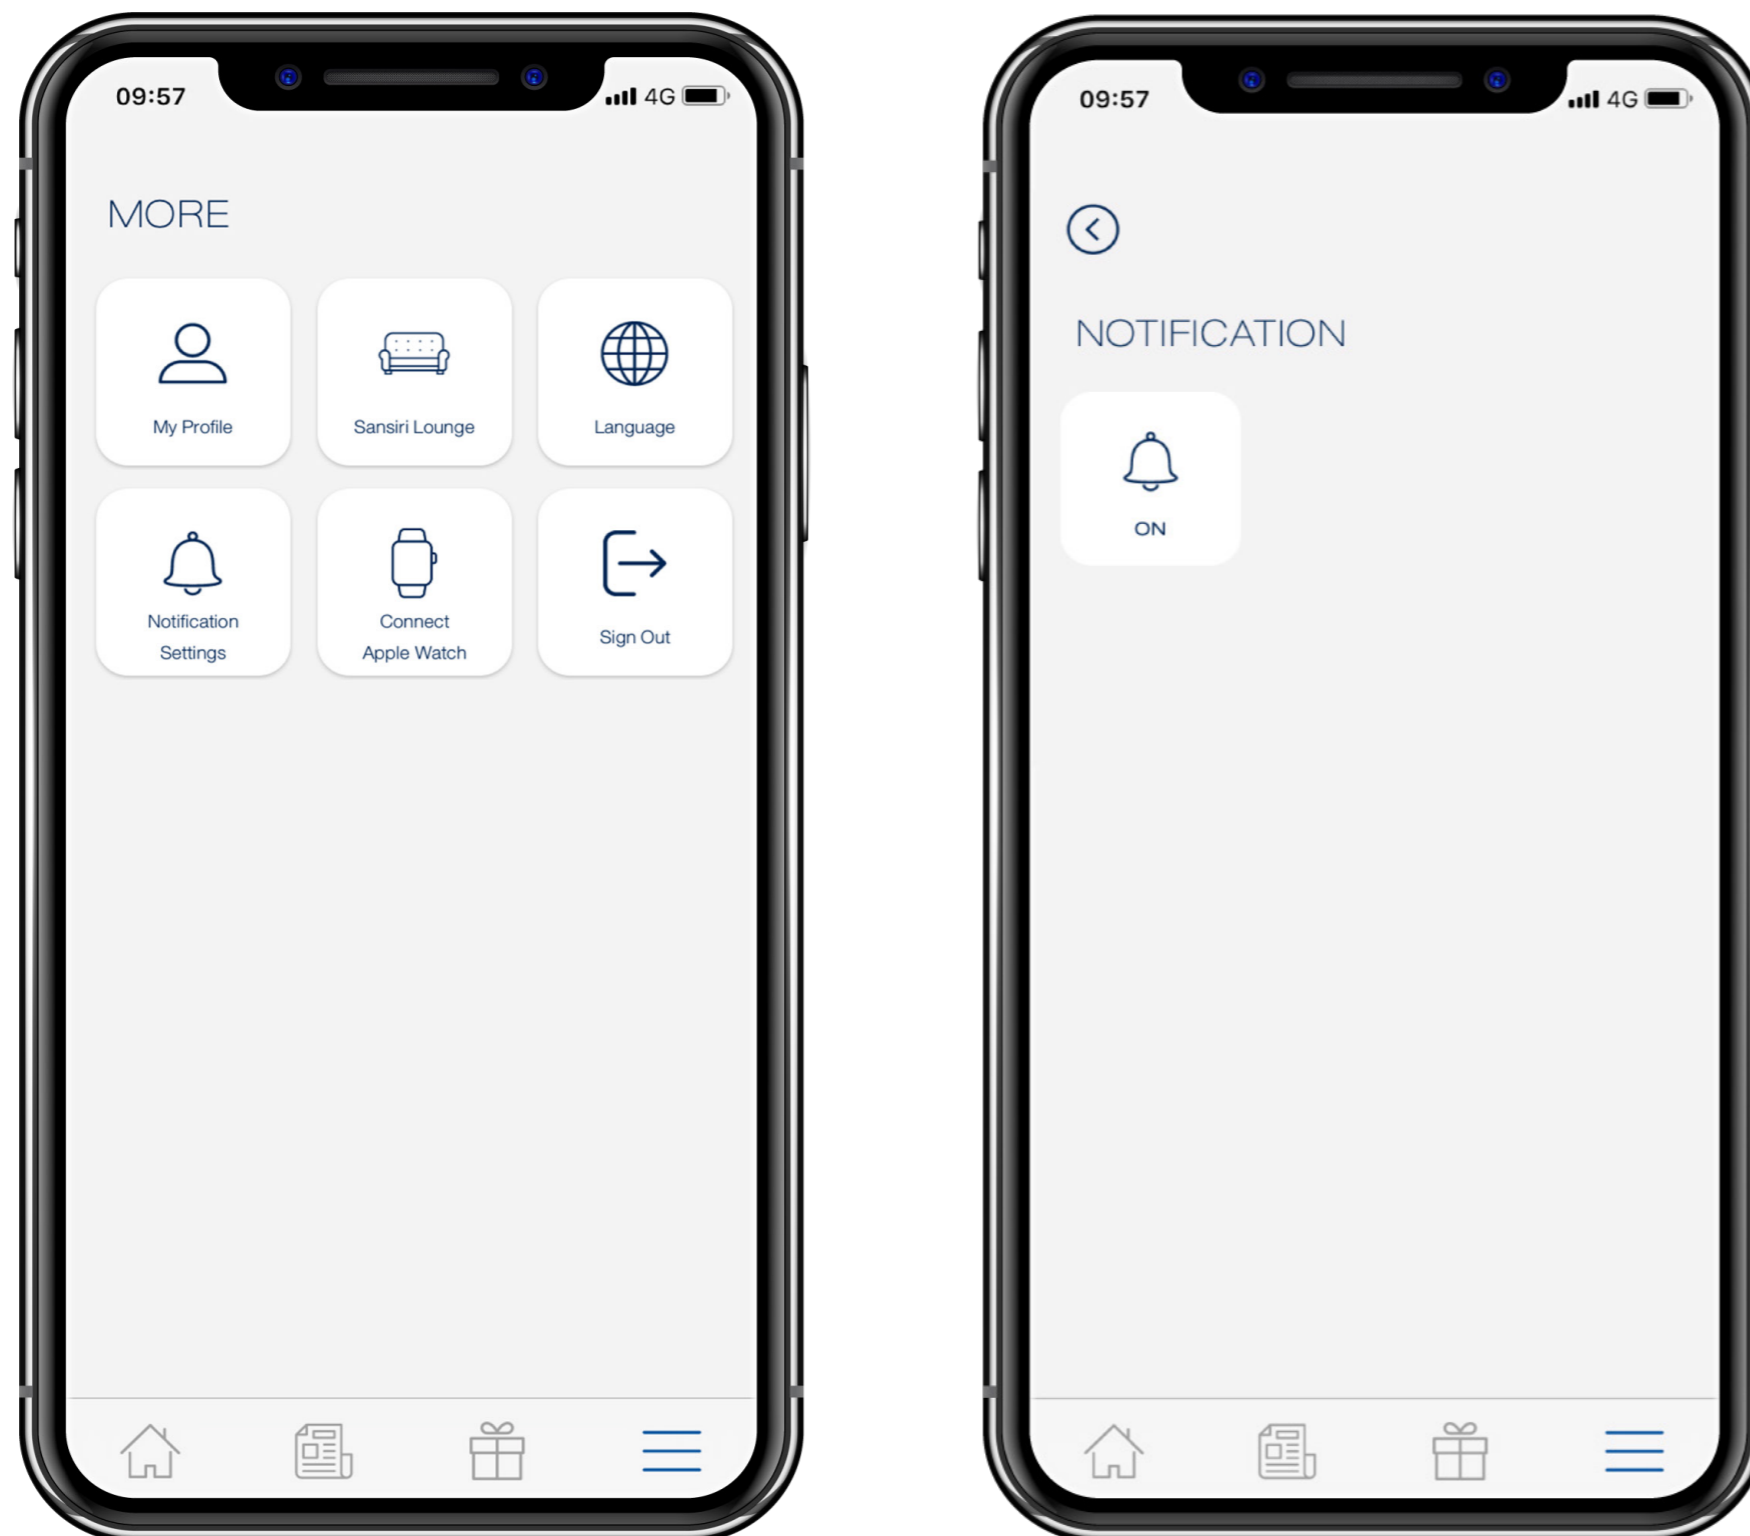 09:57
4G
MORE
My Profile
Sansiri Lounge
Language
Notification
Settings
Connect
Apple Watch
Sign Out
09:57
4G
NOTIFICATION
ON